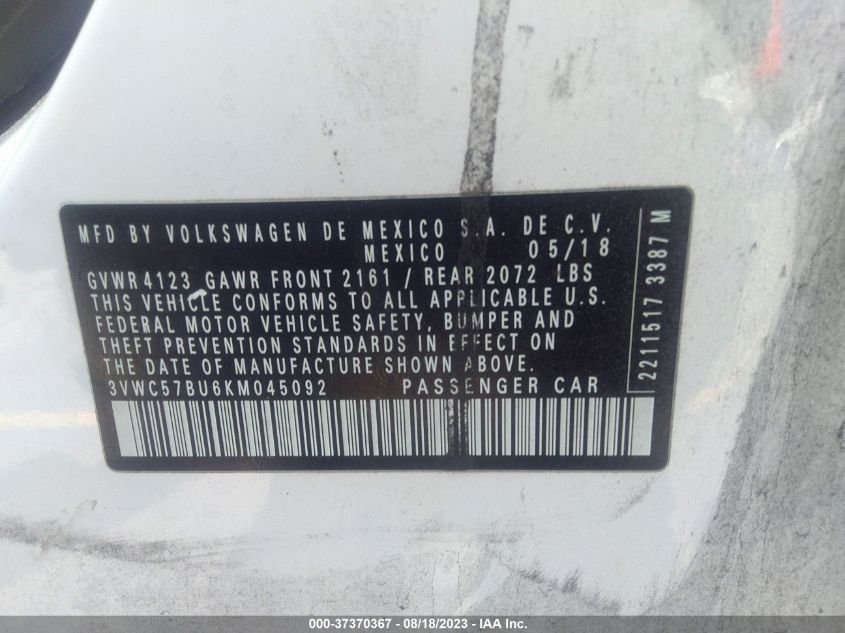 MFD BY VOLKSWAGEN DE MEXICO S.A. DE C.V.
MEXICO 05/18
GVWR 4123 GAWR FRONT 2161 / REAR 2072 LBS
THIS VEHICLE CONFORMS TO ALL APPLICABLE U.S.
FEDERAL MOTOR VEHICLE SAFETY, BUMPER AND
THEFT PREVENTION STANDARDS IN EFFECT ON
THE DATE OF MANUFACTURE SHOWN ABOVE.
3VWC57BU6KM045092 PASSENGER CAR
2211517 3387 M
000-37370367 - 08/18/2023 - IAA Inc.